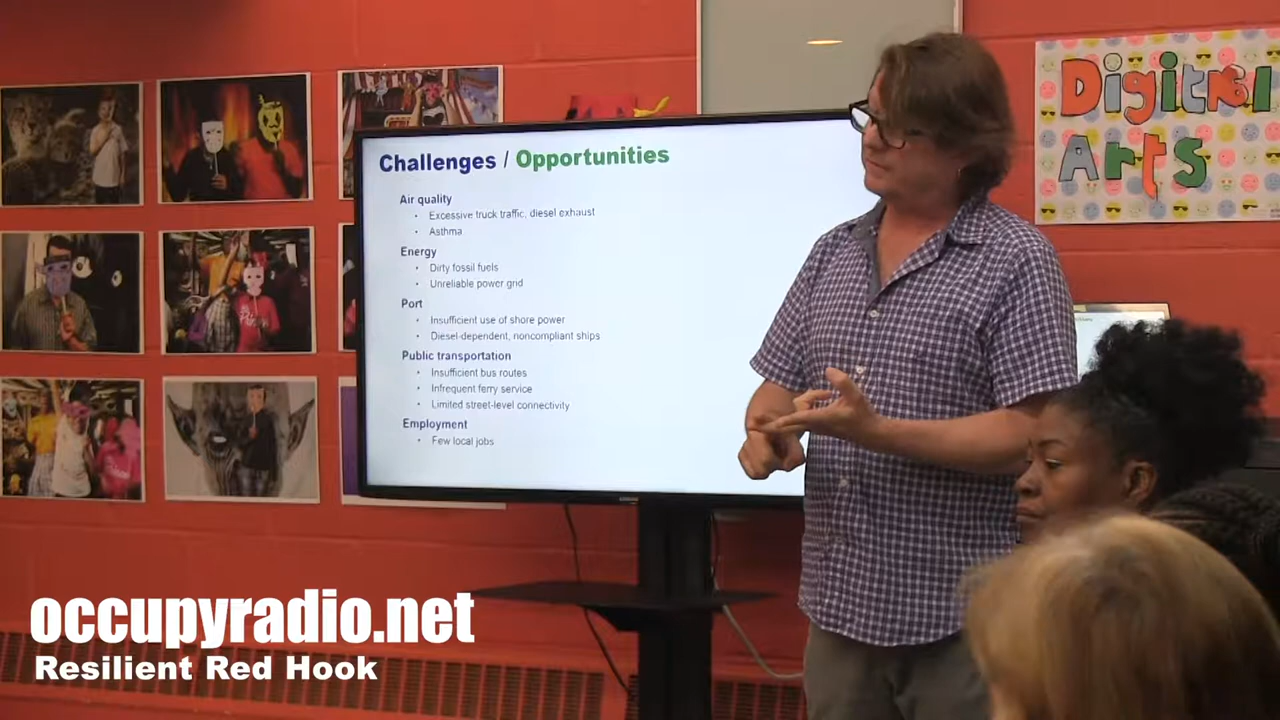 Challenges / Opportunities
Air quality
• Excessive truck traffic, diesel exhaust
• Asthma
Energy
• Dirty fossil fuels
• Unreliable power grid
Port
• Insufficient use of shore power
• Diesel-dependent, noncompliant ships
Public transportation
• Insufficient bus routes
• Infrequent ferry service
• Limited street-level connectivity
Employment
• Few local jobs
Digital
Arts
occupyradio.net
Resilient Red Hook